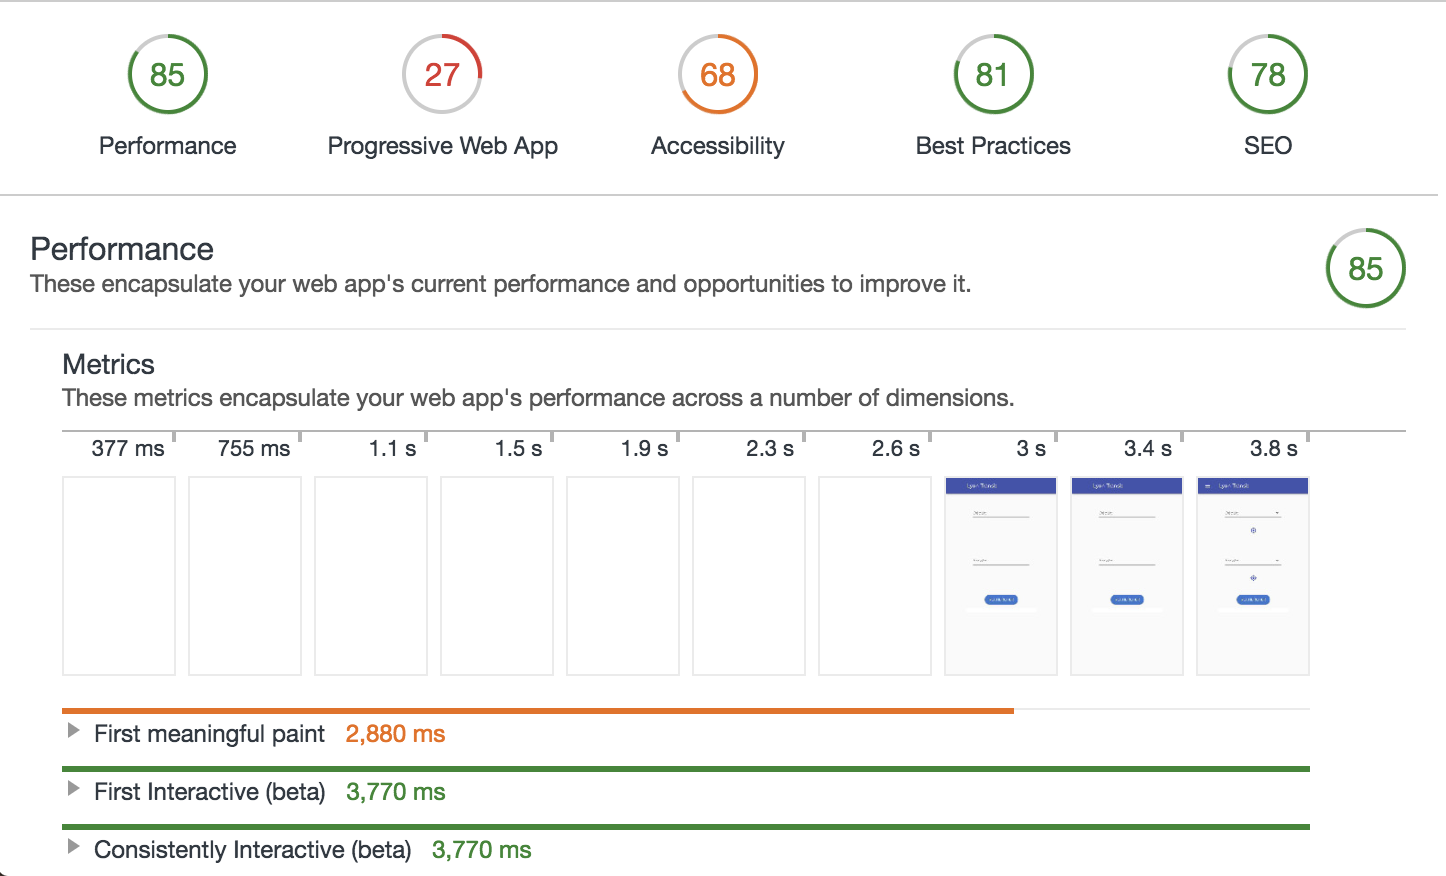 85 27 68 81 78
Performance Progressive Web App Accessibility Best Practices SEO
Performance
These encapsulate your web app's current performance and opportunities to improve it.
85
Metrics
These metrics encapsulate your web app's performance across a number of dimensions.
377 ms 755 ms 1.1 s 1.5 s 1.9 s 2.3 s 2.6 s 3 s 3.4 s 3.8 s
First meaningful paint 2,880 ms
First Interactive (beta) 3,770 ms
Consistently Interactive (beta) 3,770 ms